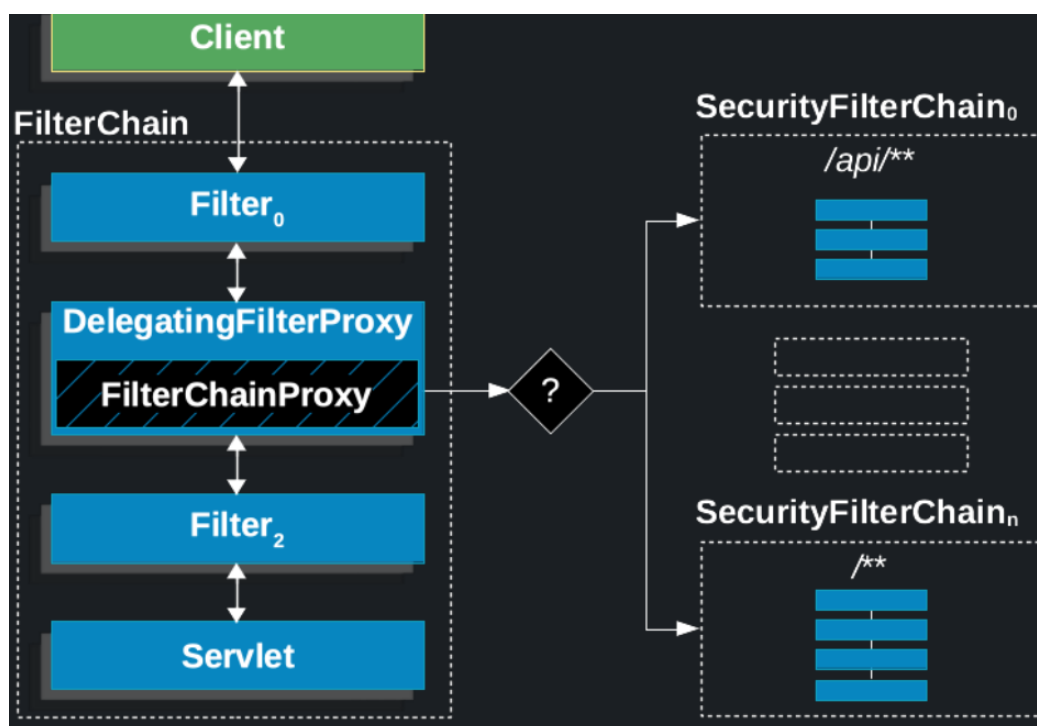 Client
FilterChain
Filter₀
DelegatingFilterProxy
FilterChainProxy
Filter₂
Servlet
?
SecurityFilterChain₀
/api/**
SecurityFilterChainₙ
/**